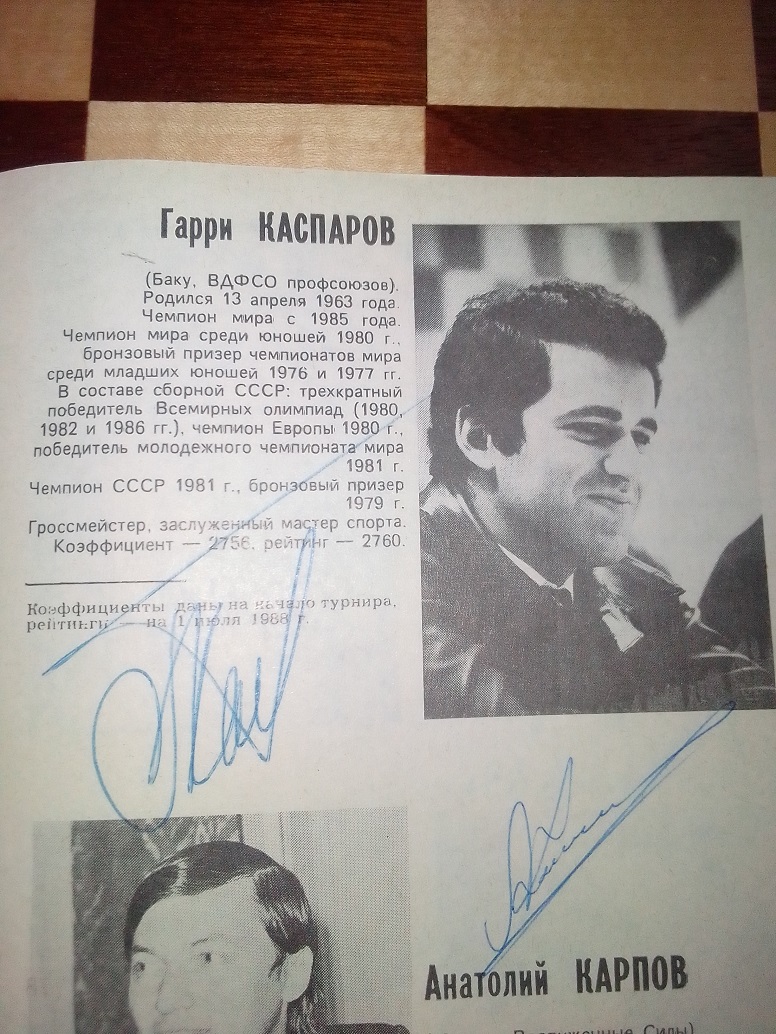 Гарри КАСПАРОВ
(Баку, ВДФСО профсоюзов).
Родился 13 апреля 1963 года.
Чемпион мира с 1985 года.
Чемпион мира среди юношей 1980 г.,
бронзовый призер чемпионатов мира
среди младших юношей 1976 и 1977 гг.
В составе сборной СССР: трехкратный
победитель Всемирных олимпиад (1980,
1982 и 1986 гг.), чемпион Европы 1980 г.,
победитель молодежного чемпионата мира
1981 г.
Чемпион СССР 1981 г., бронзовый призер
1979 г.
Гроссмейстер, заслуженный мастер спорта.
Коэффициент — 2756, рейтинг — 2760.
Коэффициенты даны на начало турнира,
рейтинги — на 1 июля 1988 г.
Анатолий КАРПОВ
Силы)